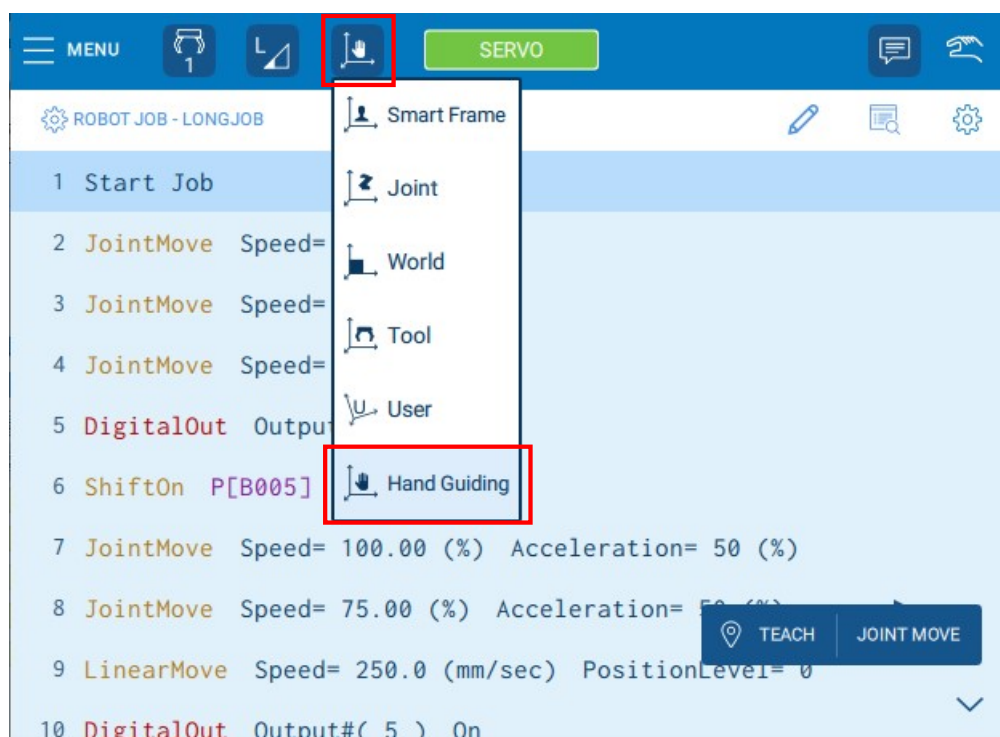 MENU 1 L SERVO
ROBOT JOB - LONGJOB
Smart Frame
Joint
World
Tool
User
Hand Guiding
1 Start Job
2 JointMove Speed=
3 JointMove Speed=
4 JointMove Speed=
5 DigitalOut
6 ShiftOn P[B005]
7 JointMove Speed= 100.00 (%) Acceleration= 50 (%)
8 JointMove Speed= 75.00 (%) Acceleration=
TEACH JOINT MOVE
9 LinearMove Speed= 250.0 (mm/sec) PositionLevel= 0
10 DigitalOut Output#( 5 ) On